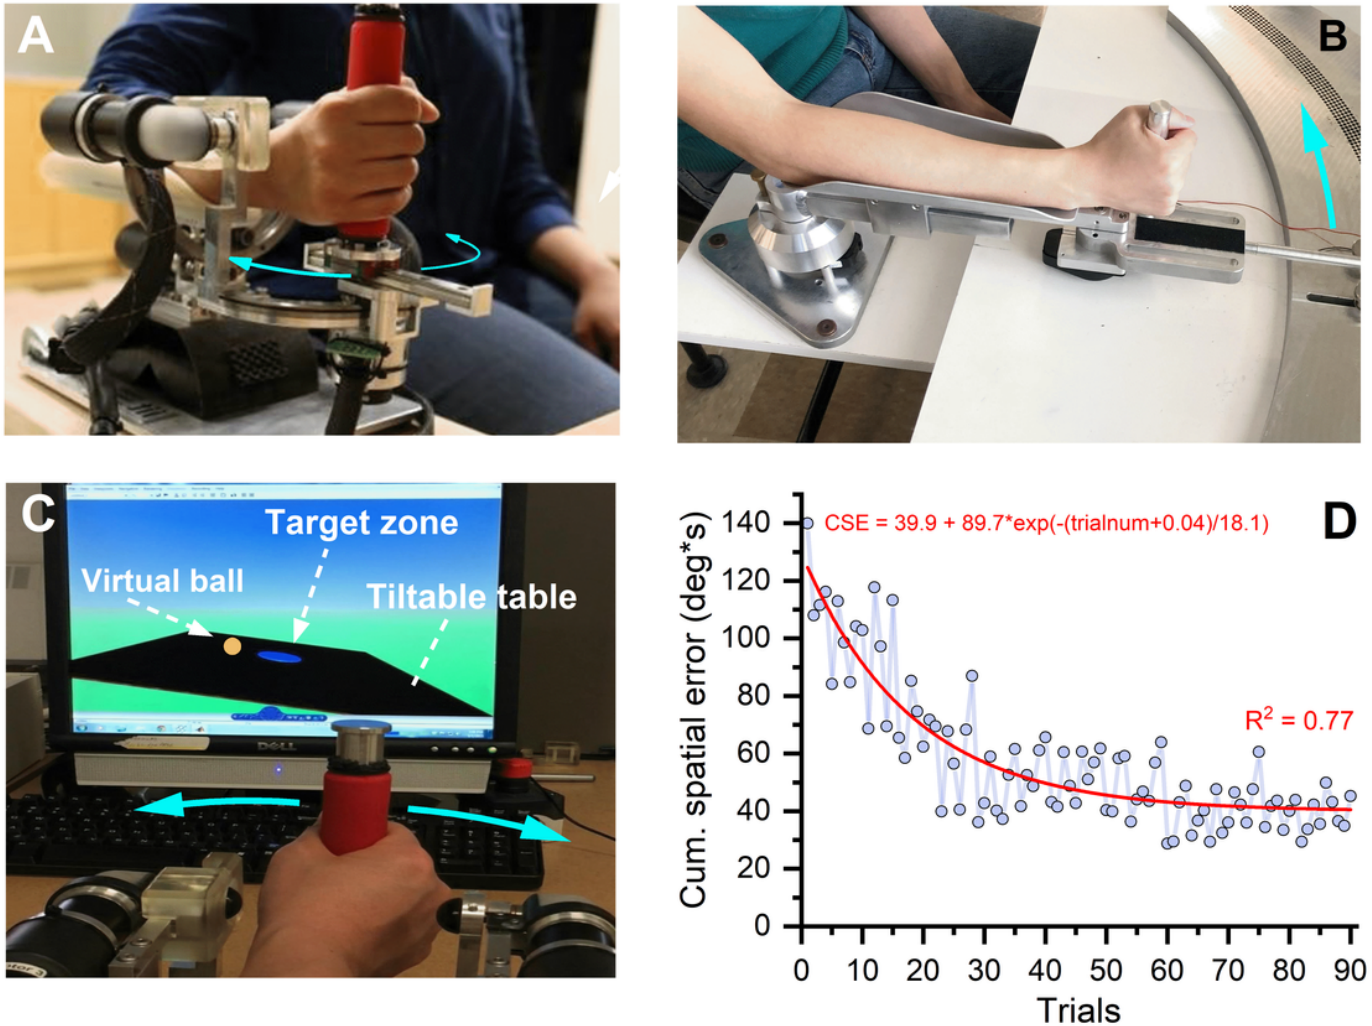 A
B
C
Target zone
Virtual ball
Tiltable table
DELL
otor 3
D
CSE = 39.9 + 89.7*exp(-(trialnum+0.04)/18.1)
R² = 0.77
Cum. spatial error (deg*s)
140
120
100
80
60
40
20
0
0 10 20 30 40 50 60 70 80 90
Trials